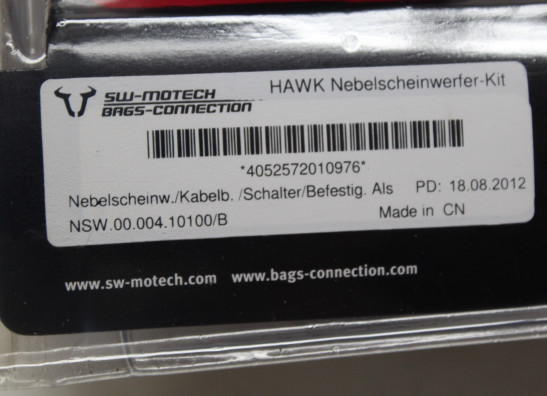 SW-MOTECH HAWK Nebelscheinwerfer-Kit
BAGS-CONNECTION
*4052572010976*
Nebelscheinw./Kabelb. /Schalter/Befestig. Als PD: 18.08.2012
NSW.00.004.10100/B Made in CN
www.sw-motech.com www.bags-connection.com